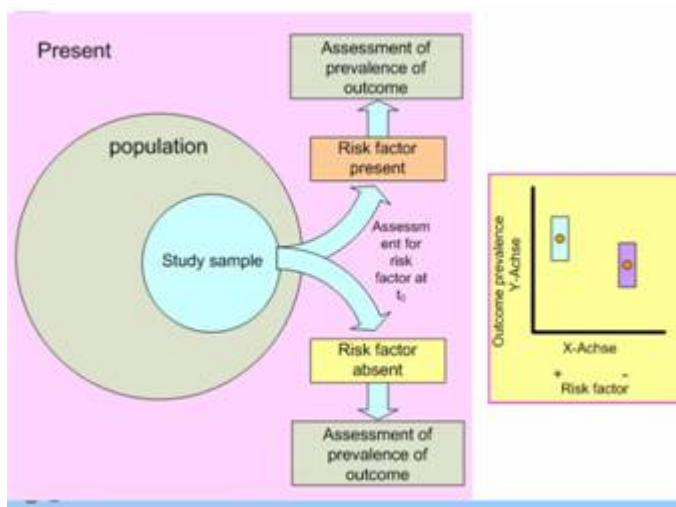 Present
Assessment of
prevalence of
outcome
population
Risk factor
present
Study sample
Assessm
ent for
risk
factor at
t0
Risk factor
absent
Assessment of
prevalence of
outcome
Outcome prevalence
Y-Achse
X-Achse
+ -
Risk factor